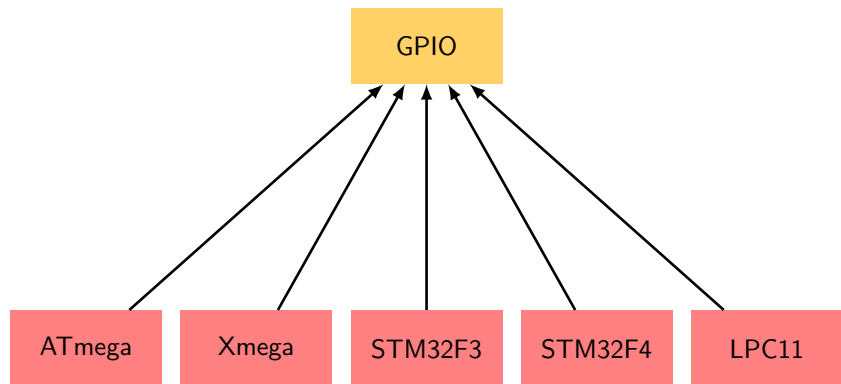 GPIO
ATmega
Xmega
STM32F3
STM32F4
LPC11